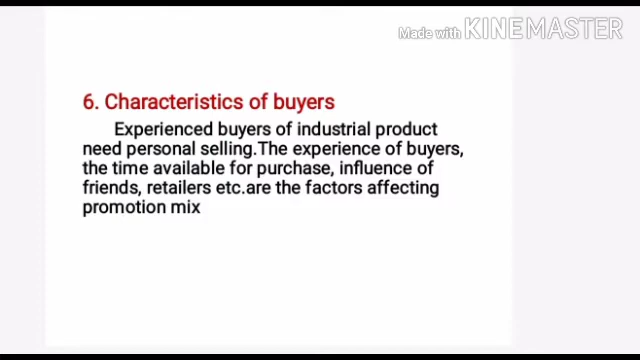 Made with KINEMASTER
6. Characteristics of buyers
Experienced buyers of industrial product
need personal selling.The experience of buyers,
the time available for purchase, influence of
friends, retailers etc.are the factors affecting
promotion mix